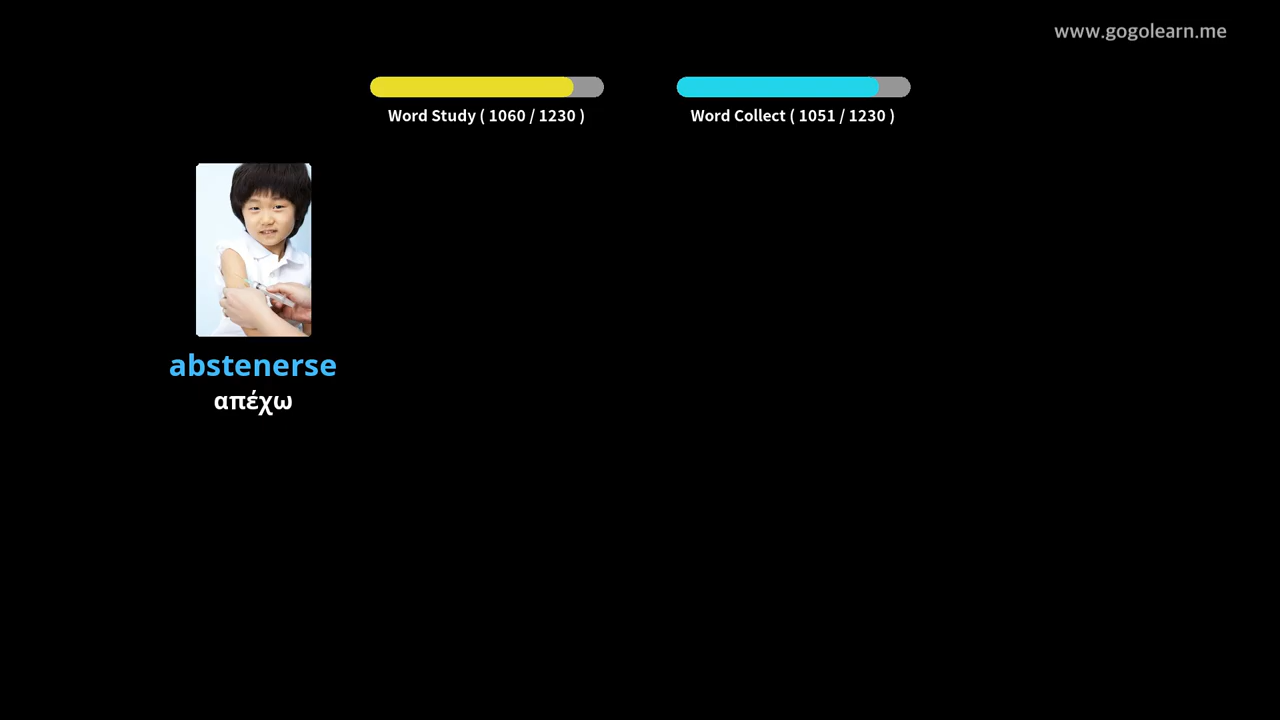 www.gogolearn.me
Word Study ( 1060 / 1230 )
Word Collect ( 1051 / 1230 )
abstenerse
απέχω